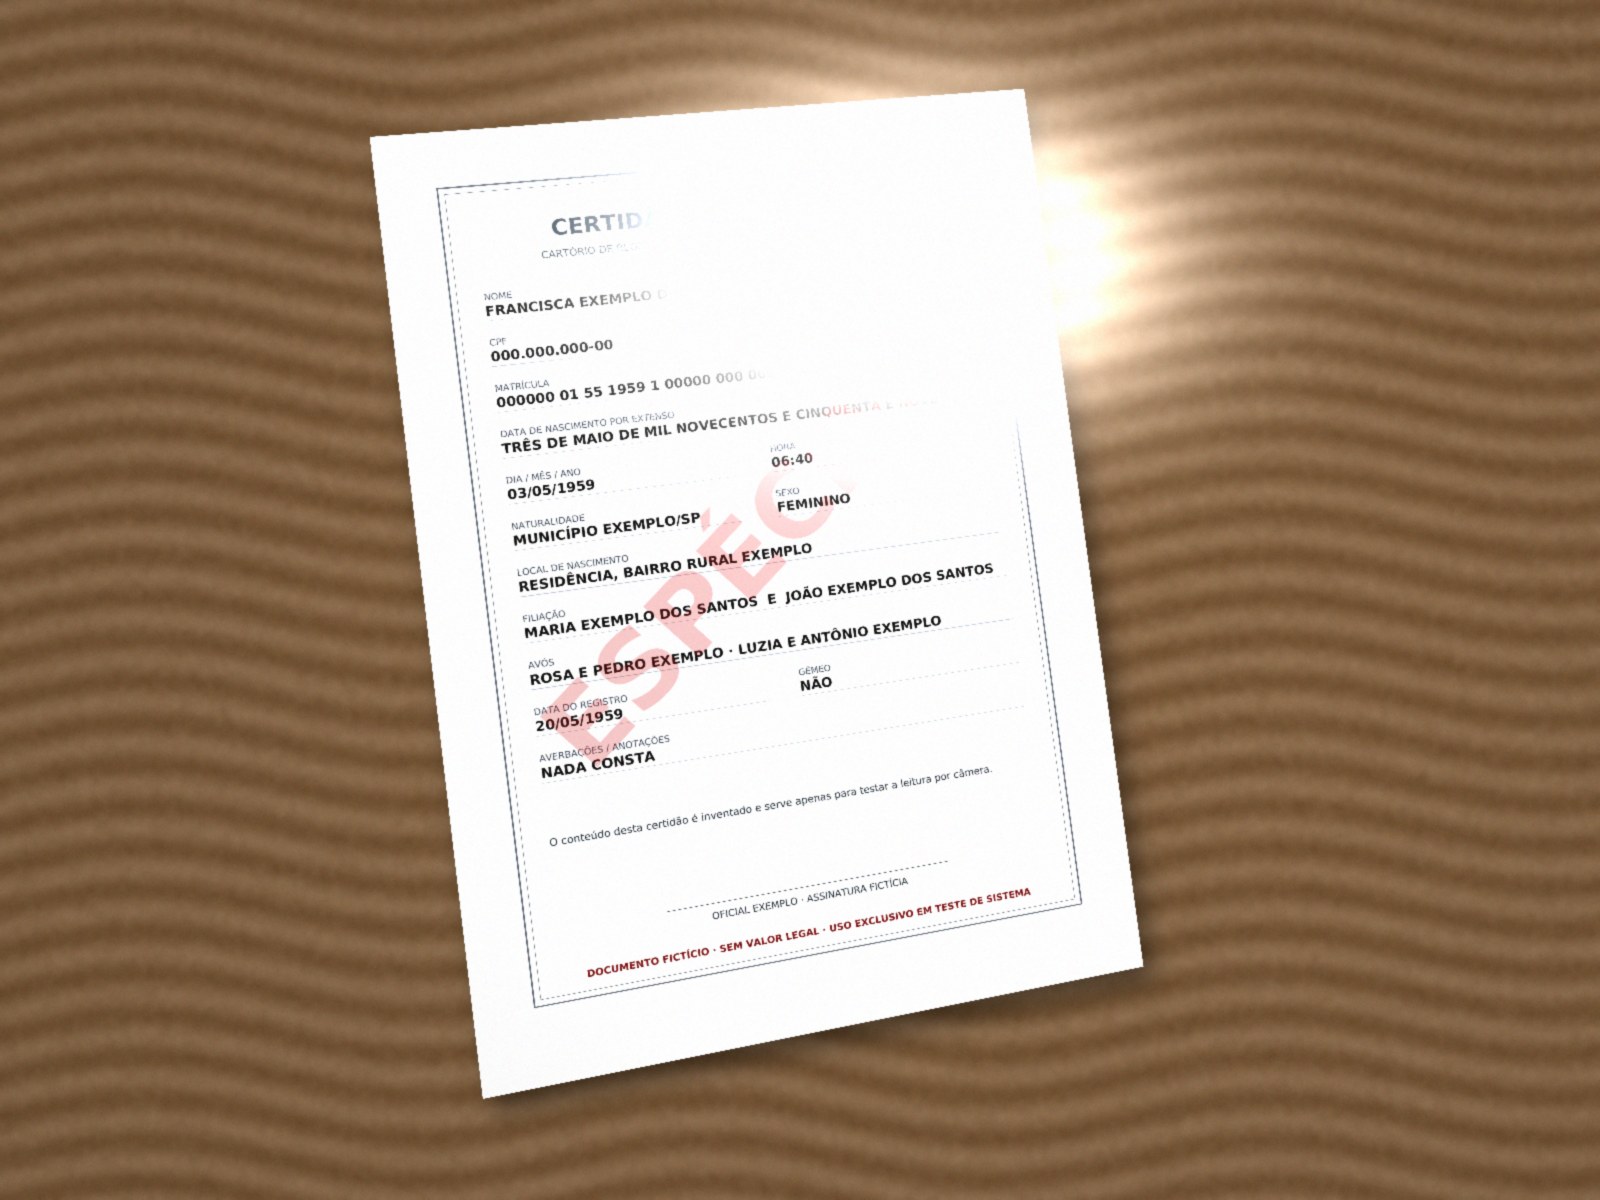 CARTÓRIO DE
NOME
FRANCISCA EXEMPLO
CPF
000.000.000-00
MATRÍCULA
000000 01 55 1959 1 00000 000
DATA DE NASCIMENTO POR EXTENSO
TRÊS DE MAIO DE MIL NOVECENTOS E CINQUENTA E
DIA / MÊS / ANO
03/05/1959
HORA
06:40
NATURALIDADE
MUNICÍPIO EXEMPLO/SP
SEXO
FEMININO
LOCAL DE NASCIMENTO
RESIDÊNCIA, BAIRRO RURAL EXEMPLO
FILIAÇÃO
MARIA EXEMPLO DOS SANTOS E JOÃO EXEMPLO DOS SANTOS
AVÓS
ROSA E PEDRO EXEMPLO · LUZIA E ANTÔNIO EXEMPLO
DATA DO REGISTRO
20/05/1959
GÊMEO
NÃO
AVERBAÇÕES / ANOTAÇÕES
NADA CONSTA
O conteúdo desta certidão é inventado e serve apenas para testar a leitura por câmera.
OFICIAL EXEMPLO · ASSINATURA FICTÍCIA
DOCUMENTO FICTÍCIO · SEM VALOR LEGAL · USO EXCLUSIVO EM TESTE DE SISTEMA